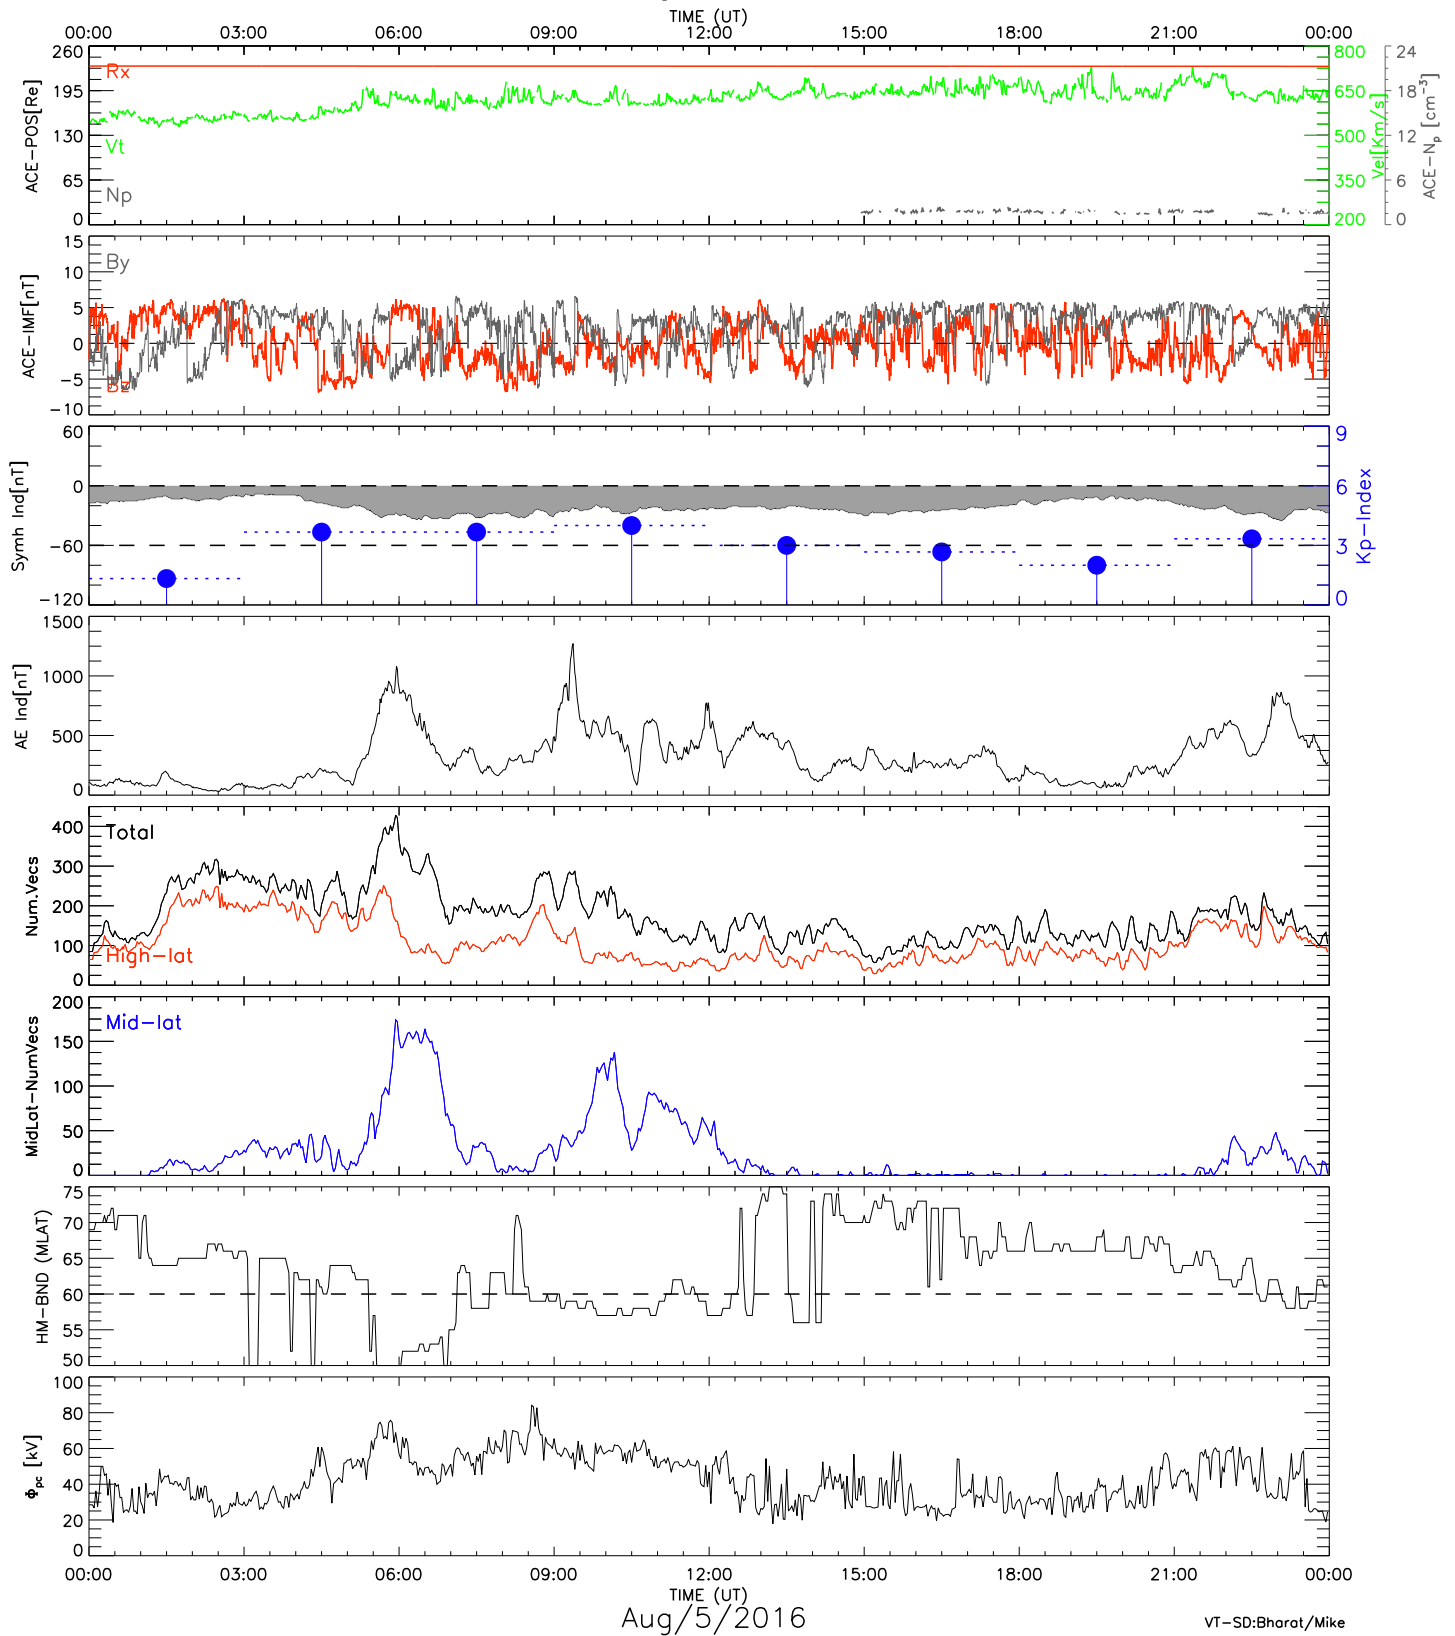 TIME (UT)
00:00 03:00 06:00 09:00 12:00 15:00 18:00 21:00 00:00
ACE-POS[Re]
260
195
130
65
0
Rx
Vt
Np
800
650
500
350
200
Vel[Km/s]
24
18
12
6
0
ACE-Np [cm-3]
ACE-IMF[nT]
15
10
5
0
-5
-10
By
Bz
Symh Ind[nT]
60
0
-60
-120
9
6
3
0
Kp-Index
AE Ind[nT]
1500
1000
500
0
Num.Vecs
400
300
200
100
0
Total
High-lat
MidLat-NumVecs
200
150
100
50
0
Mid-lat
HM-BND (MLAT)
75
70
65
60
55
50
Φpc [kV]
100
80
60
40
20
0
00:00 03:00 06:00 09:00 12:00 15:00 18:00 21:00 00:00
TIME (UT)
Aug/5/2016
VT-SD:Bharat/Mike